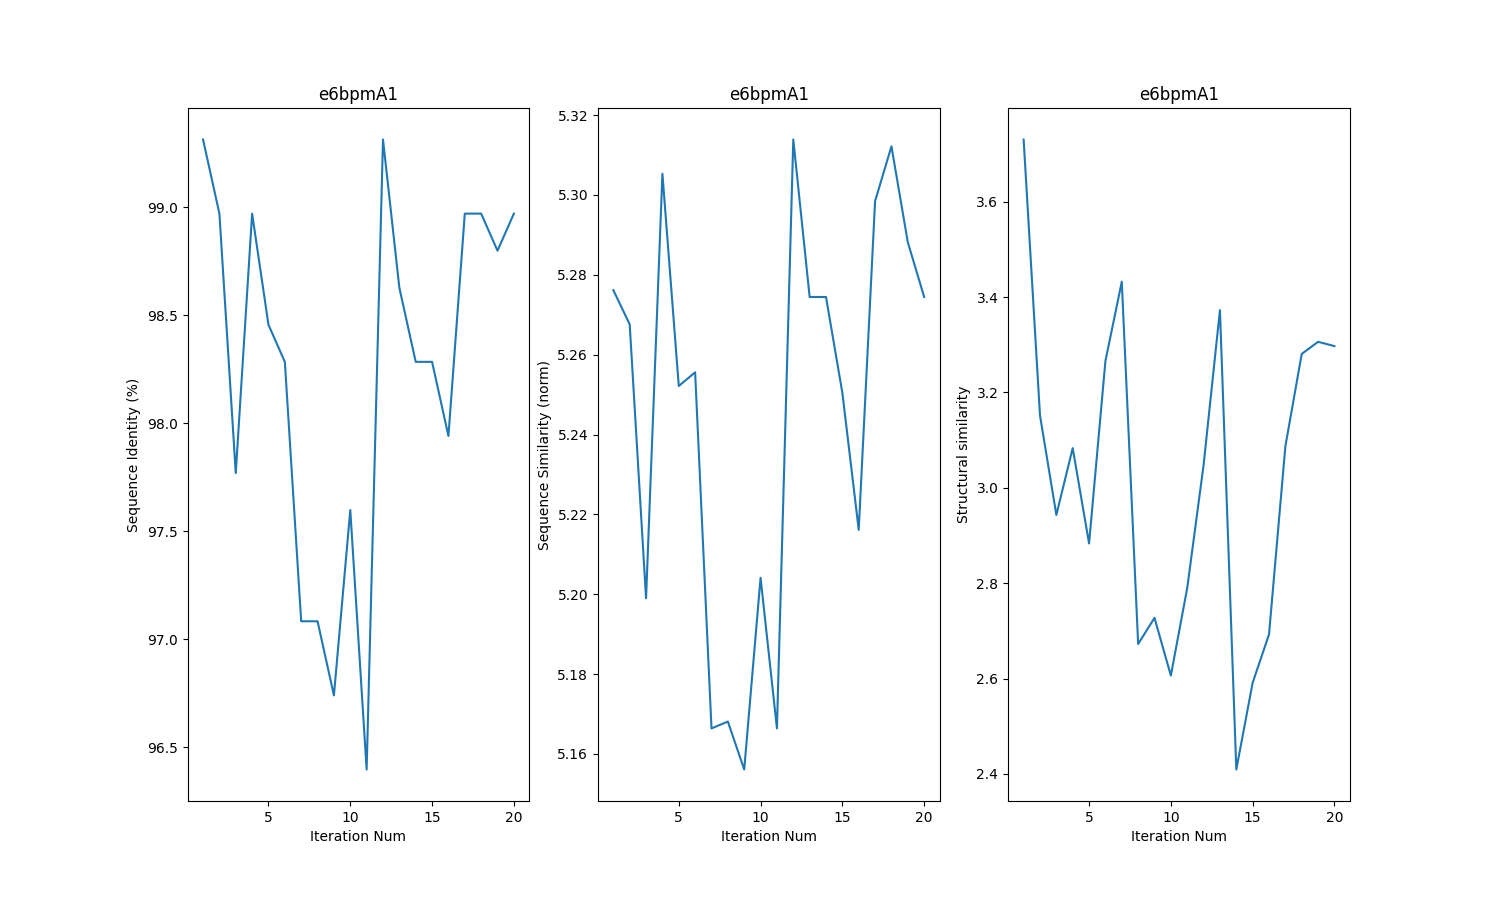 e6bpmA1
99.0
98.5
98.0
97.5
97.0
96.5
Sequence Identity (%)
5 10 15 20
Iteration Num
e6bpmA1
5.32
5.30
5.28
5.26
5.24
5.22
5.20
5.18
5.16
Sequence Similarity (norm)
5 10 15 20
Iteration Num
e6bpmA1
3.6
3.4
3.2
3.0
2.8
2.6
2.4
Structural similarity
5 10 15 20
Iteration Num